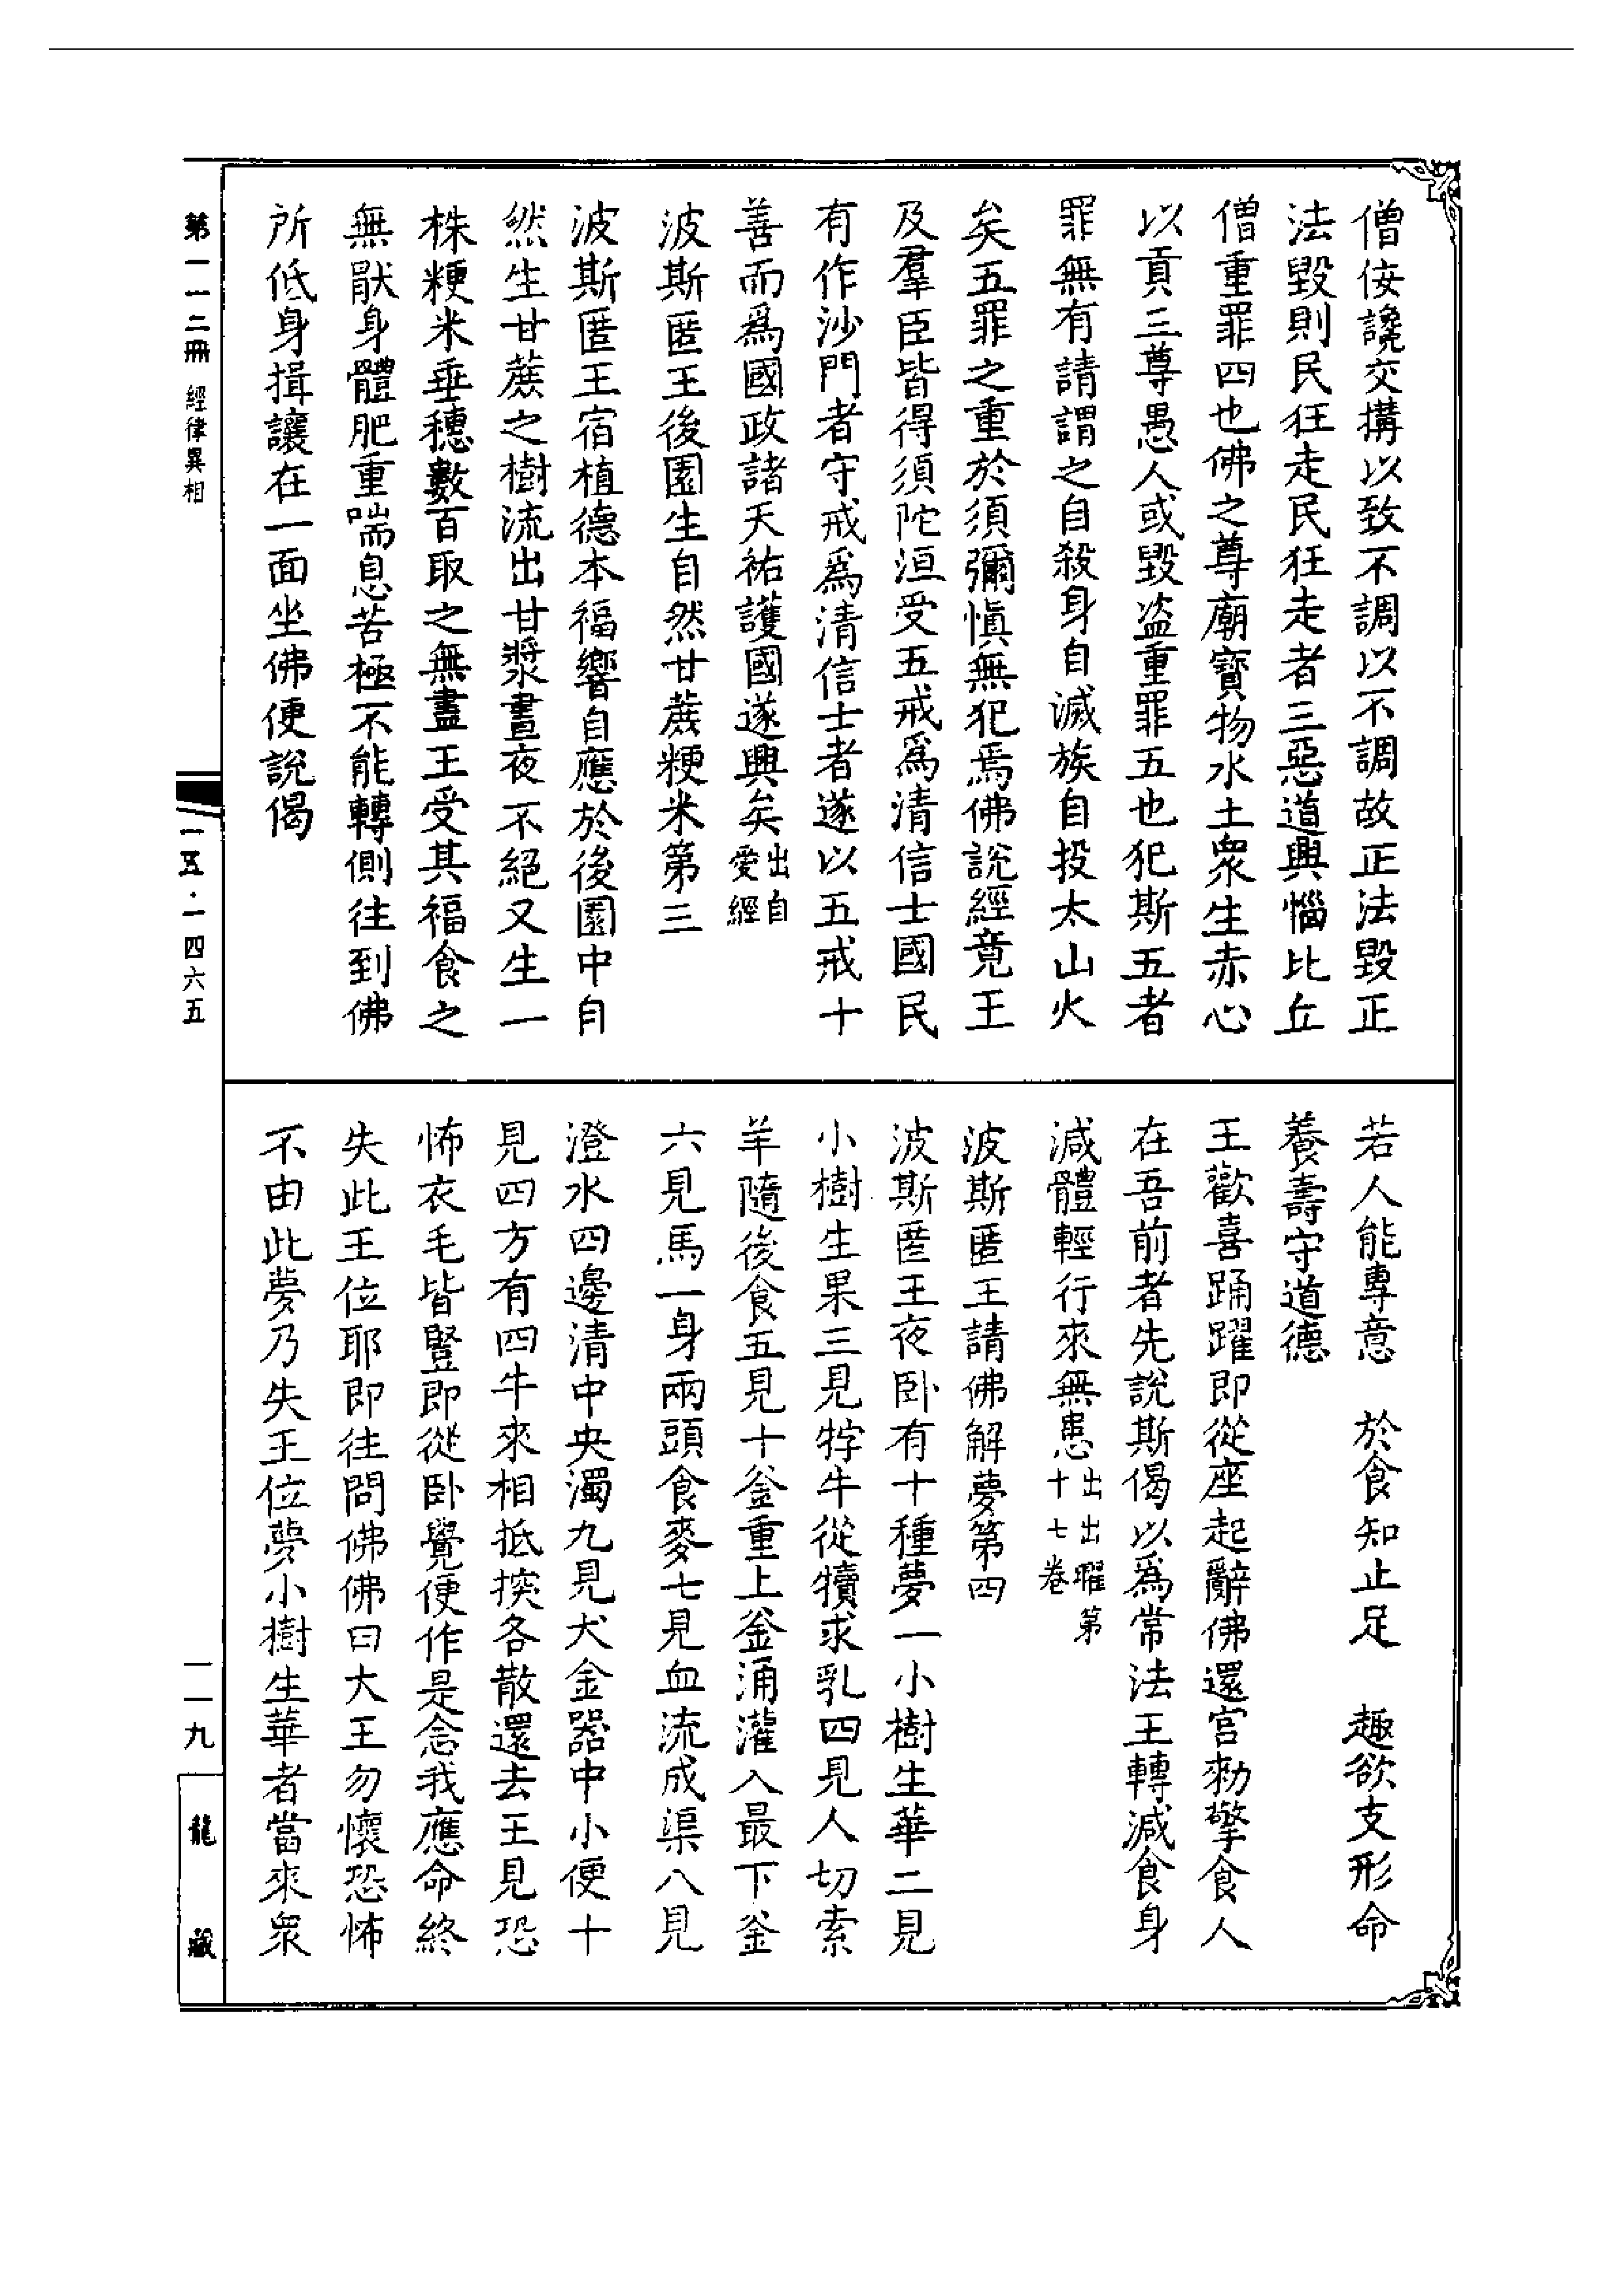 僧佞讒交搆以致不調以不調故正法毀正
法毀則民狂走民狂走者三惡道興惱比丘
僧重罪四也佛之尊廟寶物水土衆生赤心
以貢三尊愚人或毀盜重罪五也犯斯五者
罪無有請謂之自殺身自滅族自投太山火
矣五罪之重於須彌愼無犯焉佛說經竟王
及羣臣皆得須陀洹受五戒爲清信士國民
有作沙門者守戒爲清信士者遂以五戒十
善而爲國政諸天祐護國遂興矣出自愛經
波斯匿王後園生自然甘蔗粳米第三
波斯匿王宿植德本福響自應於後園中自
然生甘蔗之樹流出甘漿晝夜不絕又生一
株粳米垂穗數百取之無盡王受其福食之
無猒身體肥重喘息苦極不能轉側往到佛
所低身揖讓在一面坐佛便說偈
若人能專意　於食知止足　趣欲支形命
養壽守道德
王歡喜踊躍即從座起辭佛還宮勑擎食人
在吾前者先說斯偈以爲常法王轉減食身
減體輕行來無患出出曜第十七卷
波斯匿王請佛解夢第四
波斯匿王夜卧有十種夢一小樹生華二見
小樹生果三見牸牛從犢求乳四見人切索
羊隨後食五見十釜重上釜涌灌入最下釜
六見馬一身兩頭食麥七見血流成渠八見
澄水四邊清中央濁九見犬金器中小便十
見四方有四牛來相抵揬各散還去王見恐
怖衣毛皆豎即從卧覺便作是念我應命終
失此王位耶即往問佛佛曰大王勿懷恐怖
不由此夢乃失王位夢小樹生華者當來衆
第一一二冊　經律異相
一五·一四六五
一一九
龍藏